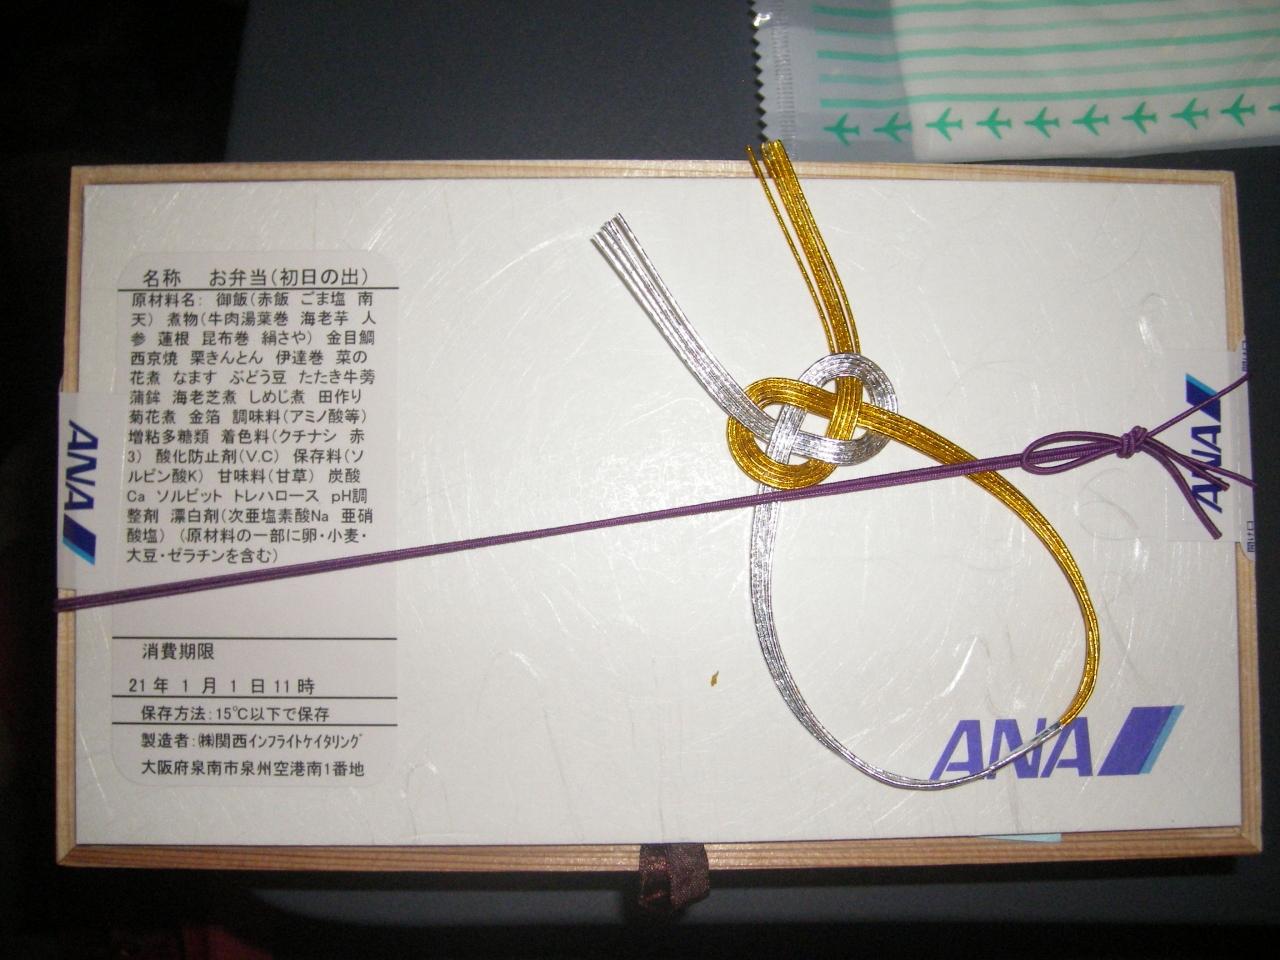 名称 お弁当(初日の出)
原材料名: 御飯(赤飯 ごま塩 南
天) 煮物(牛肉湯葉巻 海老芋 人
参 蓮根 昆布巻 絹さや) 金目鯛
西京焼 栗きんとん 伊達巻 菜の
花煮 なます ぶどう豆 たたき牛蒡
蒲鉾 海老芝煮 しめじ煮 田作り
菊花煮 金箔 調味料(アミノ酸等)
増粘多糖類 着色料(クチナシ 赤
3) 酸化防止剤(V.C) 保存料(ソ
ルビン酸K) 甘味料(甘草) 炭酸
Ca ソルビット トレハロース pH調
整剤 漂白剤(次亜塩素酸Na 亜硝
酸塩) (原材料の一部に卵・小麦・
大豆・ゼラチンを含む)
消費期限
21年 1月 1日11時
保存方法:15℃以下で保存
製造者:㈱関西インフライトケイタリング
大阪府泉南市泉州空港南1番地
ANA
ANA
開け口
ANA